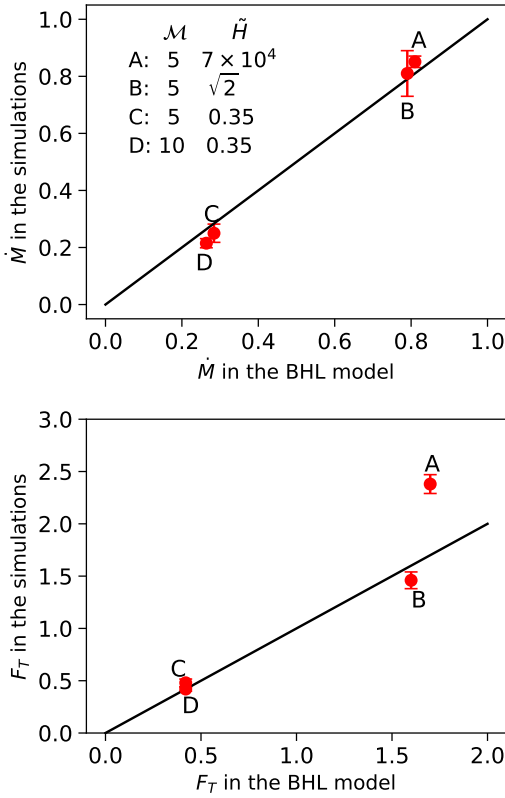 1.0
0.8
0.6
0.4
0.2
0.0
Ṁ in the simulations
ℳ H̃
A: 5 7 × 10⁴
B: 5 √2
C: 5 0.35
D: 10 0.35
A
B
C
D
0.0 0.2 0.4 0.6 0.8 1.0
Ṁ in the BHL model
3.0
2.5
2.0
1.5
1.0
0.5
0.0
F_T in the simulations
A
B
C
D
0.0 0.5 1.0 1.5 2.0
F_T in the BHL model